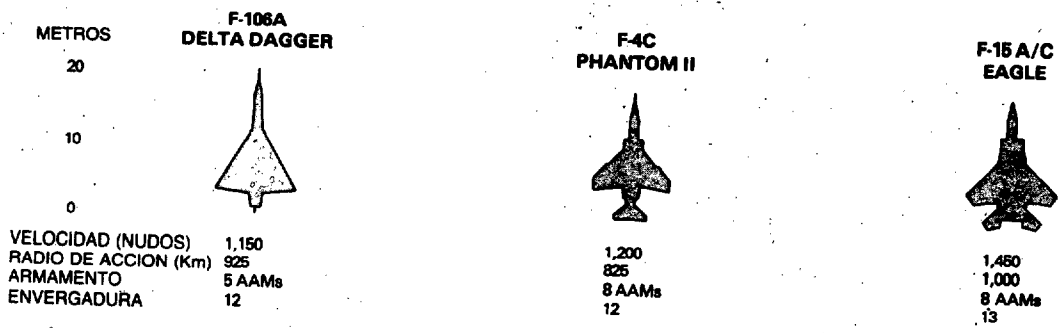 METROS
F-106A
DELTA DAGGER
F-4C
PHANTOM II
F-15 A/C
EAGLE
20
10
0
VELOCIDAD (NUDOS) 1,150 1,200 1,450
RADIO DE ACCION (Km) 925 825 1,000
ARMAMENTO 5 AAMs 8 AAMs 8 AAMs
ENVERGADURA 12 12 13